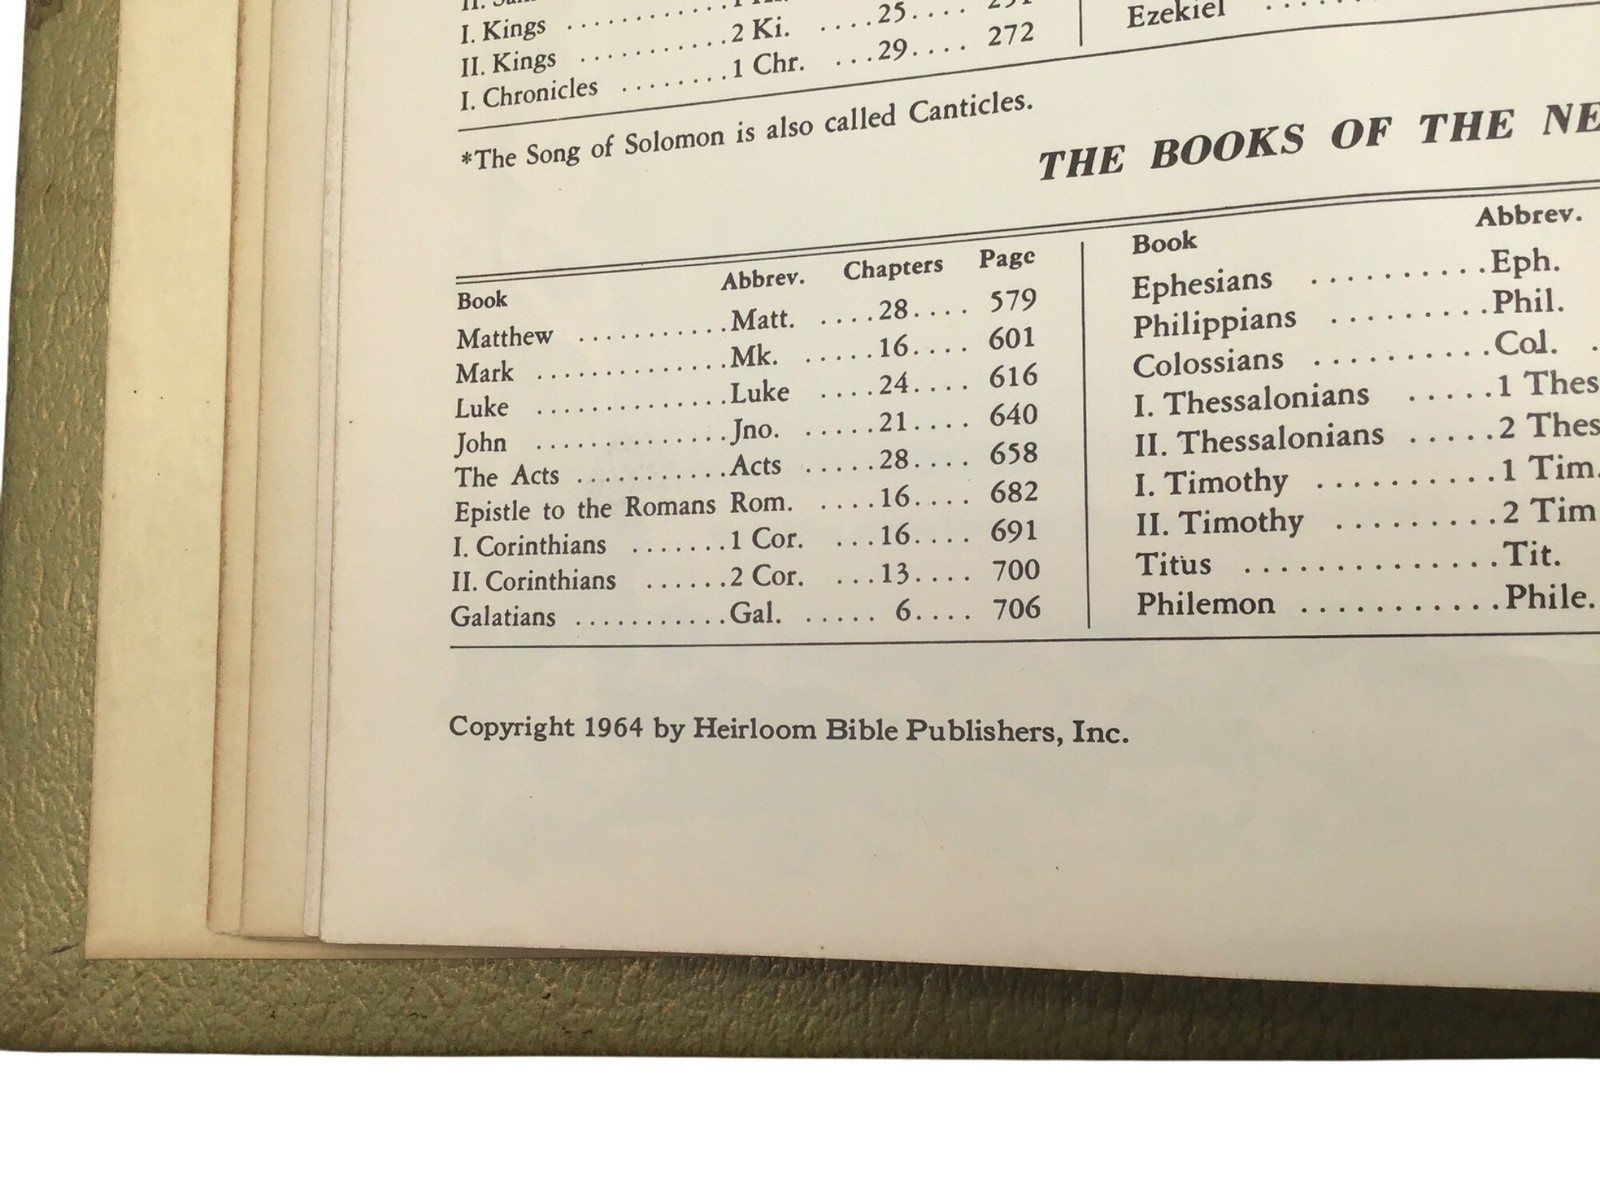 I. Kings ...........
II. Kings ...........2 Ki. ....25....
I. Chronicles ........1 Chr. ...29.... 272
Ezekiel
*The Song of Solomon is also called Canticles.
THE BOOKS OF THE
Book Abbrev. Chapters Page
Matthew ...........Matt. ....28.... 579
Mark ..............Mk. .....16.... 601
Luke ..............Luke ....24.... 616
John ..............Jno. .....21.... 640
The Acts ...........Acts .....28.... 658
Epistle to the Romans Rom. ....16.... 682
I. Corinthians .......1 Cor. ...16.... 691
II. Corinthians ......2 Cor. ...13.... 700
Galatians ...........Gal. ..... 6.... 706
Book Abbrev.
Ephesians ..........Eph.
Philippians .........Phil.
Colossians ..........Col. .
I. Thessalonians .....1 Thes
II. Thessalonians .....2 Thes
I. Timothy ..........1 Tim.
II. Timothy .........2 Tim
Titus ..............Tit.
Philemon ...........Phile.
Copyright 1964 by Heirloom Bible Publishers, Inc.